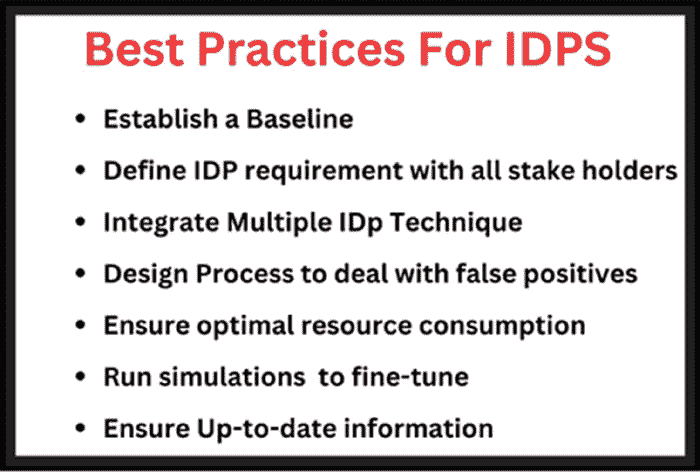 Best Practices For IDPS
• Establish a Baseline
• Define IDP requirement with all stake holders
• Integrate Multiple IDp Technique
• Design Process to deal with false positives
• Ensure optimal resource consumption
• Run simulations  to fine-tune
• Ensure Up-to-date information